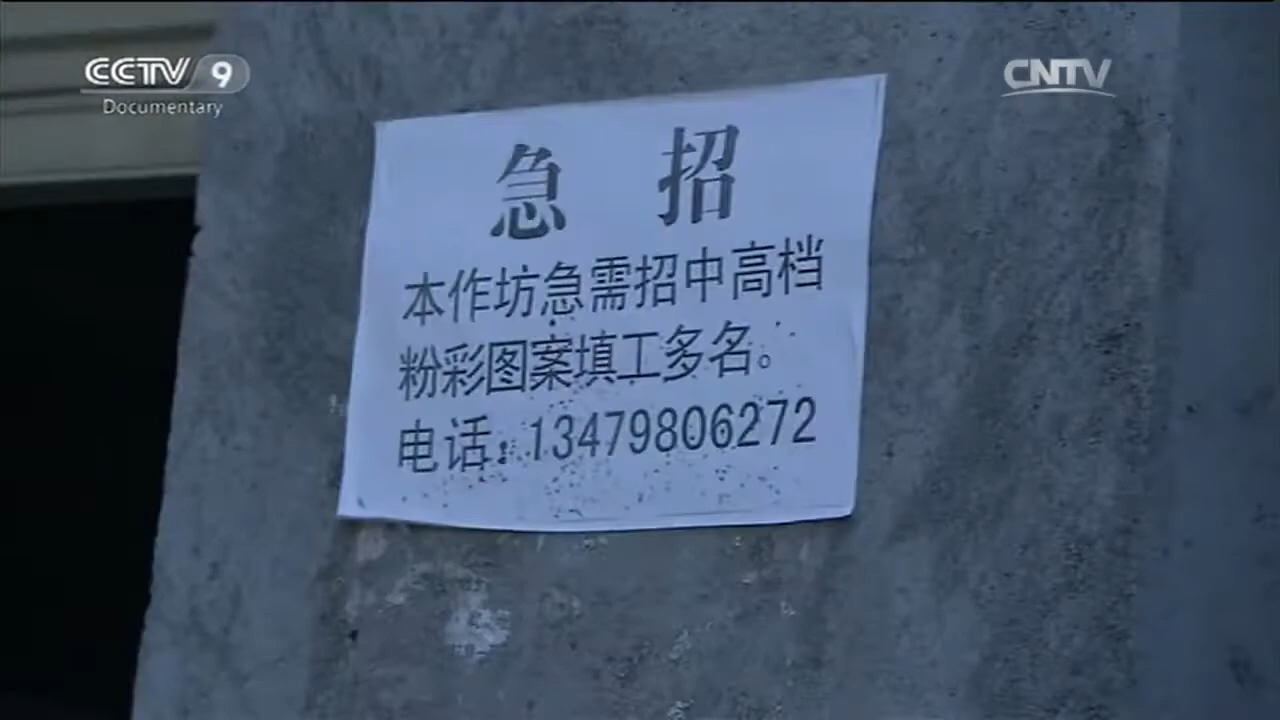 CCTV 9
Documentary
CNTV
急 招
本作坊急需招中高档
粉彩图案填工多名。
电话：13479806272